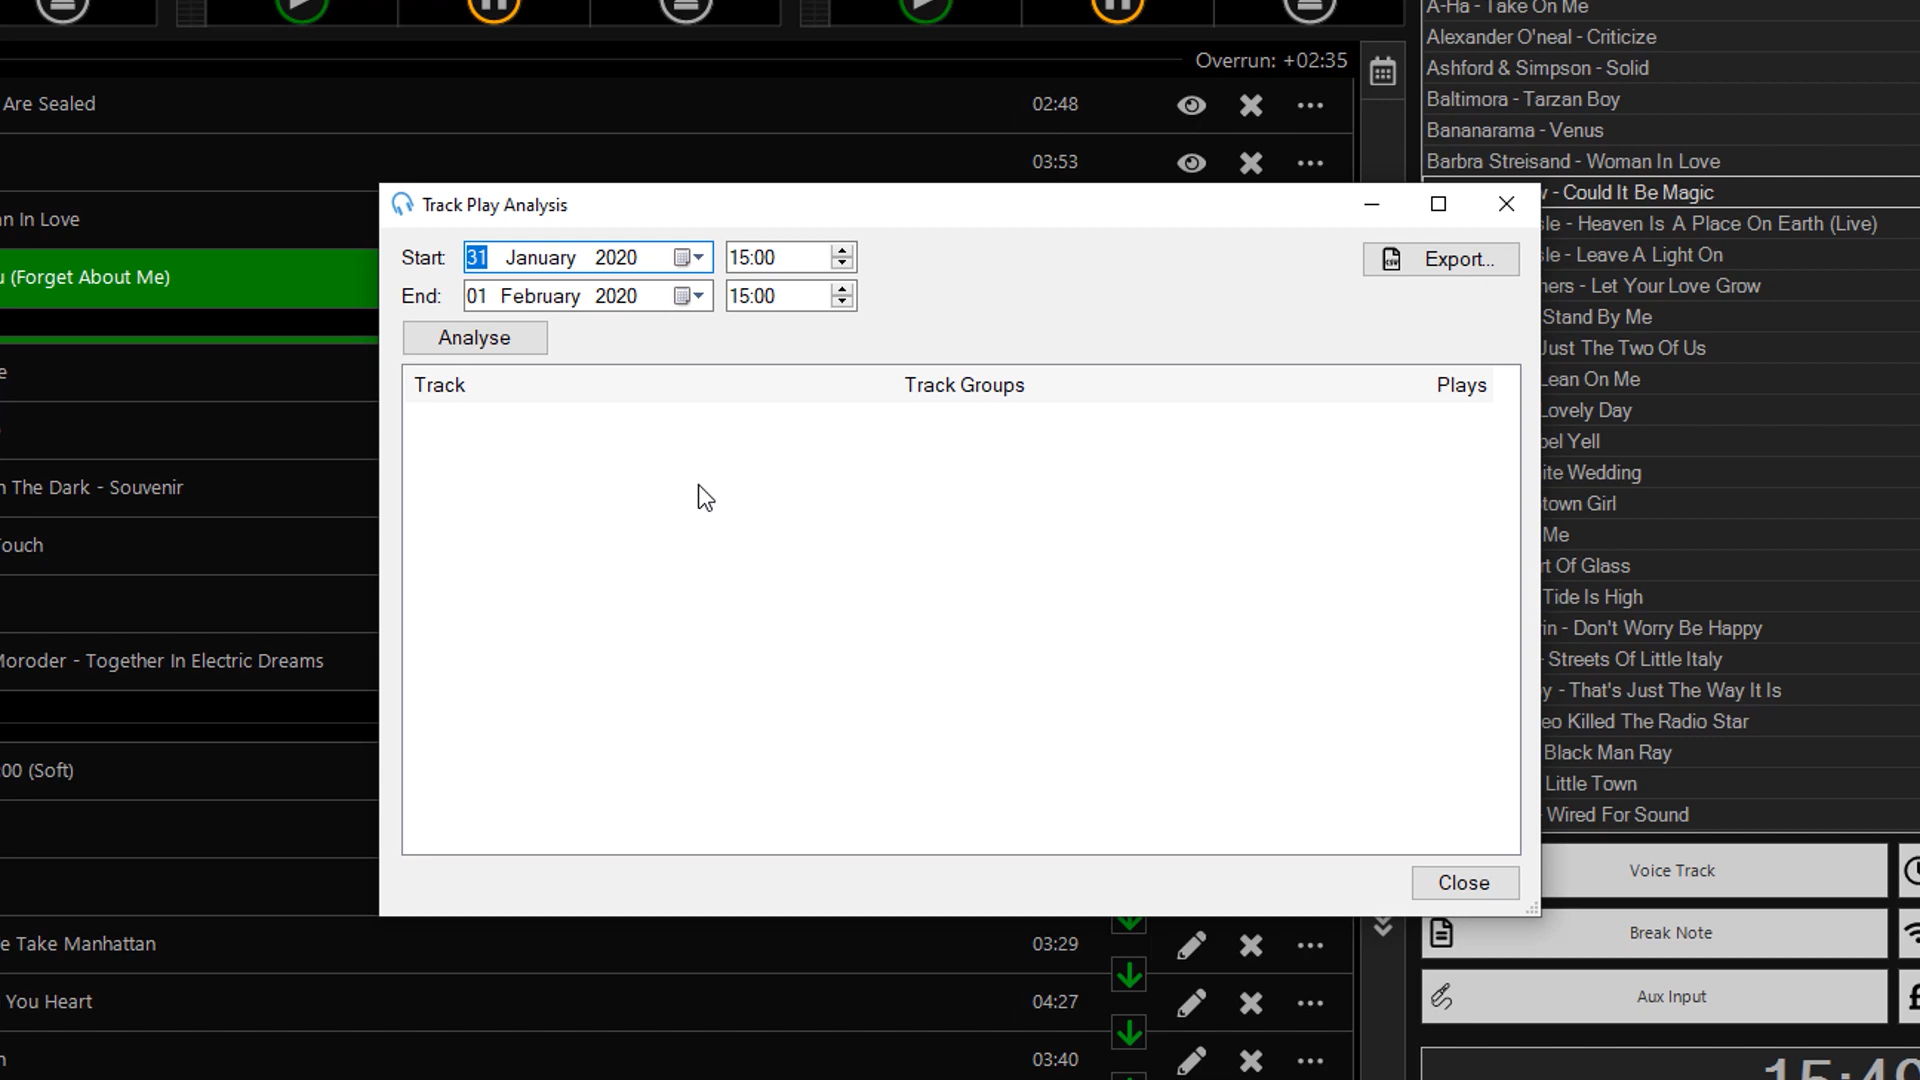 Overrun: +02:35
Are Sealed 02:48
03:53
n In Love
(Forget About Me)
n The Dark - Souvenir
Touch
Moroder - Together In Electric Dreams
:00 (Soft)
e Take Manhattan 03:29
You Heart 04:27
03:40
Track Play Analysis
Start: 31 January 2020 15:00
Export...
End: 01 February 2020 15:00
Analyse
Track Track Groups Plays
Close
A-Ha - Take On Me
Alexander O'neal - Criticize
Ashford & Simpson - Solid
Baltimora - Tarzan Boy
Bananarama - Venus
Barbra Streisand - Woman In Love
- Could It Be Magic
sle - Heaven Is A Place On Earth (Live)
sle - Leave A Light On
hers - Let Your Love Grow
Stand By Me
Just The Two Of Us
Lean On Me
Lovely Day
bel Yell
ite Wedding
town Girl
Me
rt Of Glass
Tide Is High
in - Don't Worry Be Happy
- Streets Of Little Italy
y - That's Just The Way It Is
eo Killed The Radio Star
Black Man Ray
Little Town
- Wired For Sound
Voice Track
Break Note
Aux Input